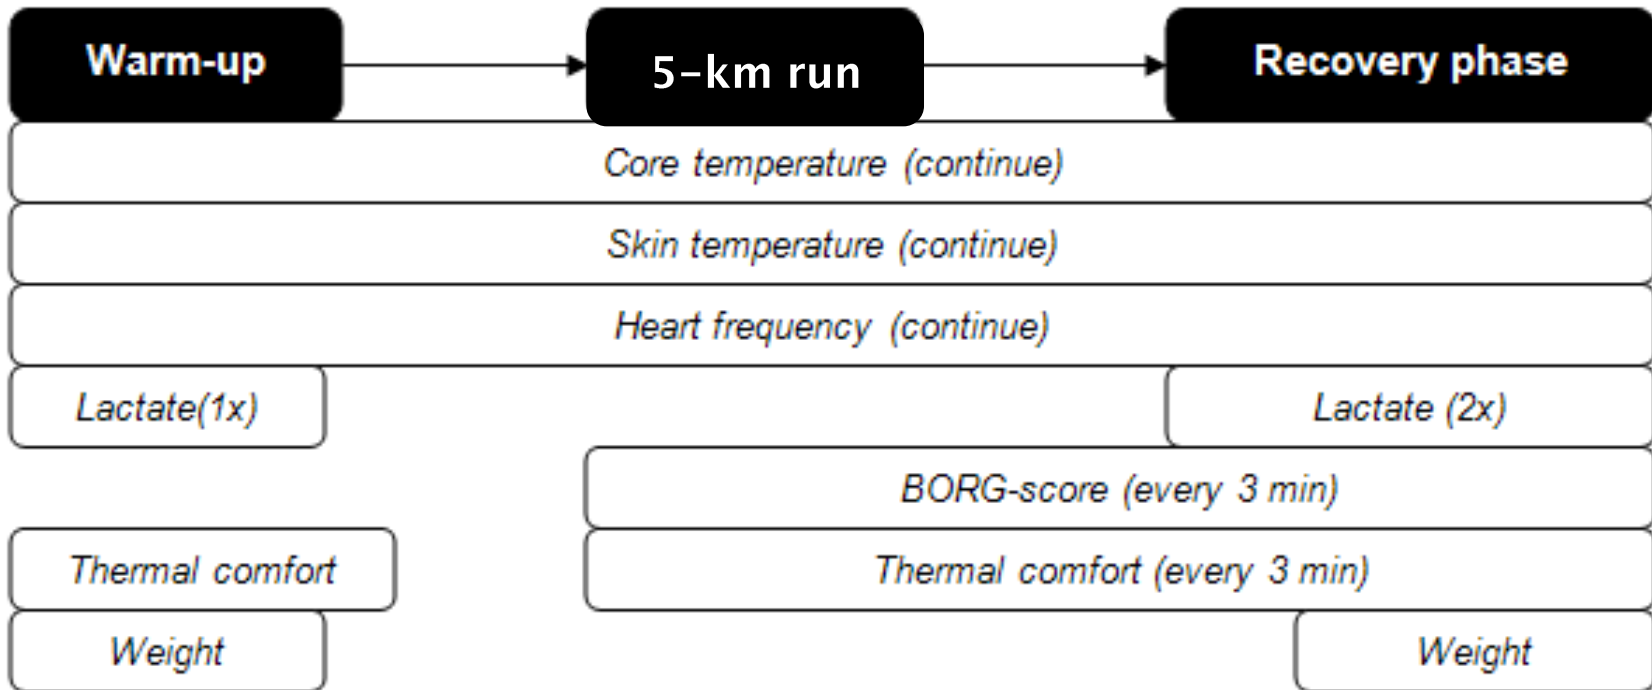 Warm-up
5-km run
Recovery phase
Core temperature (continue)
Skin temperature (continue)
Heart frequency (continue)
Lactate(1x)
Lactate (2x)
BORG-score (every 3 min)
Thermal comfort
Thermal comfort (every 3 min)
Weight
Weight